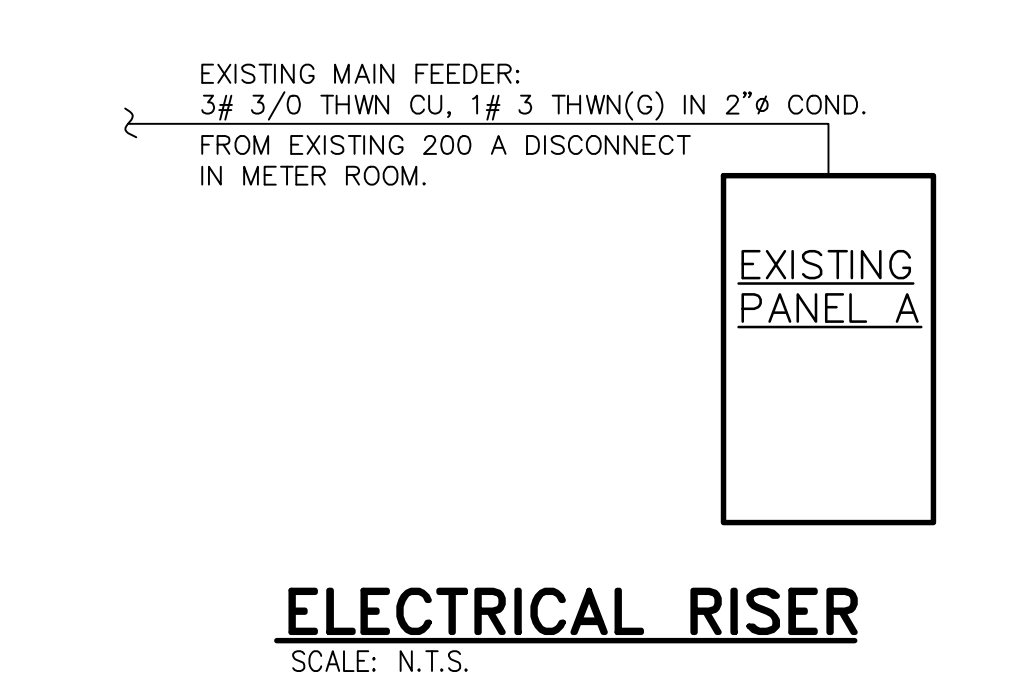 EXISTING MAIN FEEDER:
3# 3/0 THWN CU, 1# 3 THWN(G) IN 2"ø COND.
FROM EXISTING 200 A DISCONNECT
IN METER ROOM.
EXISTING
PANEL A
ELECTRICAL RISER
SCALE: N.T.S.